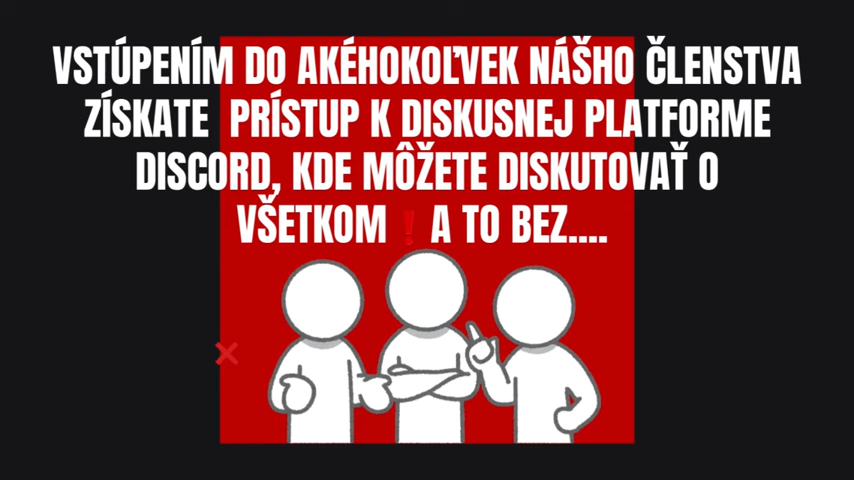 VSTÚPENÍM DO AKÉHOKOĽVEK NÁŠHO ČLENSTVA
ZÍSKATE PRÍSTUP K DISKUSNEJ PLATFORME
DISCORD, KDE MÔŽETE DISKUTOVAŤ O
VŠETKOM❗A TO BEZ....